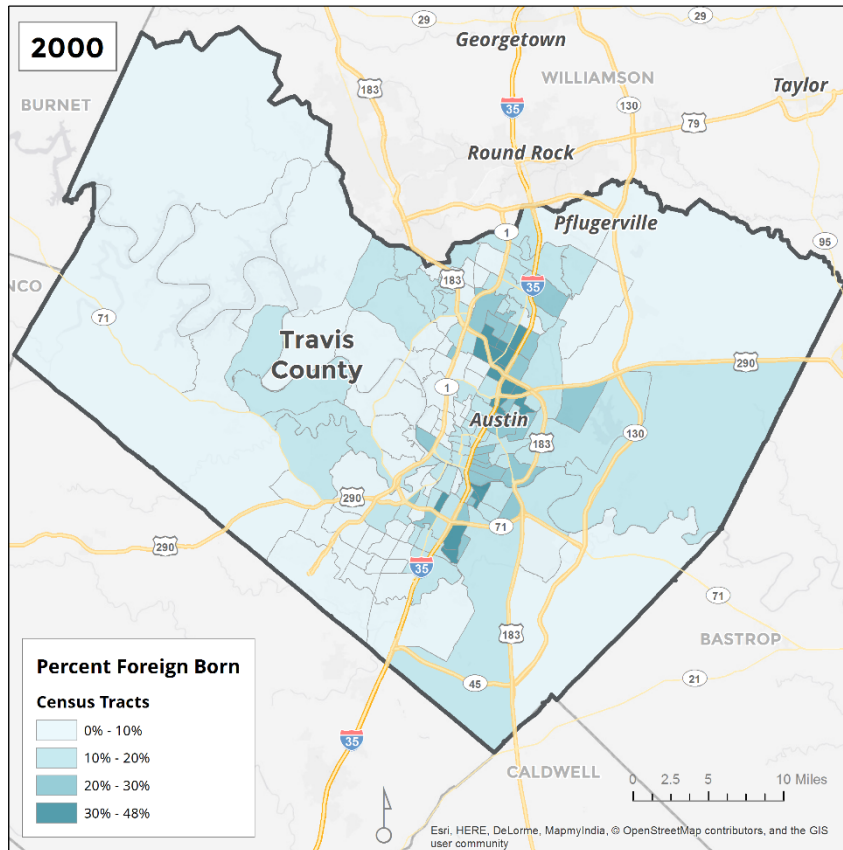 2000
29
29
Georgetown
WILLIAMSON
183
Taylor
BURNET
35
130
79
Round Rock
Pflugerville
1
95
183
35
NCO
71
Travis
County
290
1
Austin
183
130
290
71
290
35
71
183
BASTROP
45
21
35
CALDWELL
Percent Foreign Born
Census Tracts
0% - 10%
10% - 20%
20% - 30%
30% - 48%
0 2.5 5 10 Miles
Esri, HERE, DeLorme, MapmyIndia, © OpenStreetMap contributors, and the GIS
user community